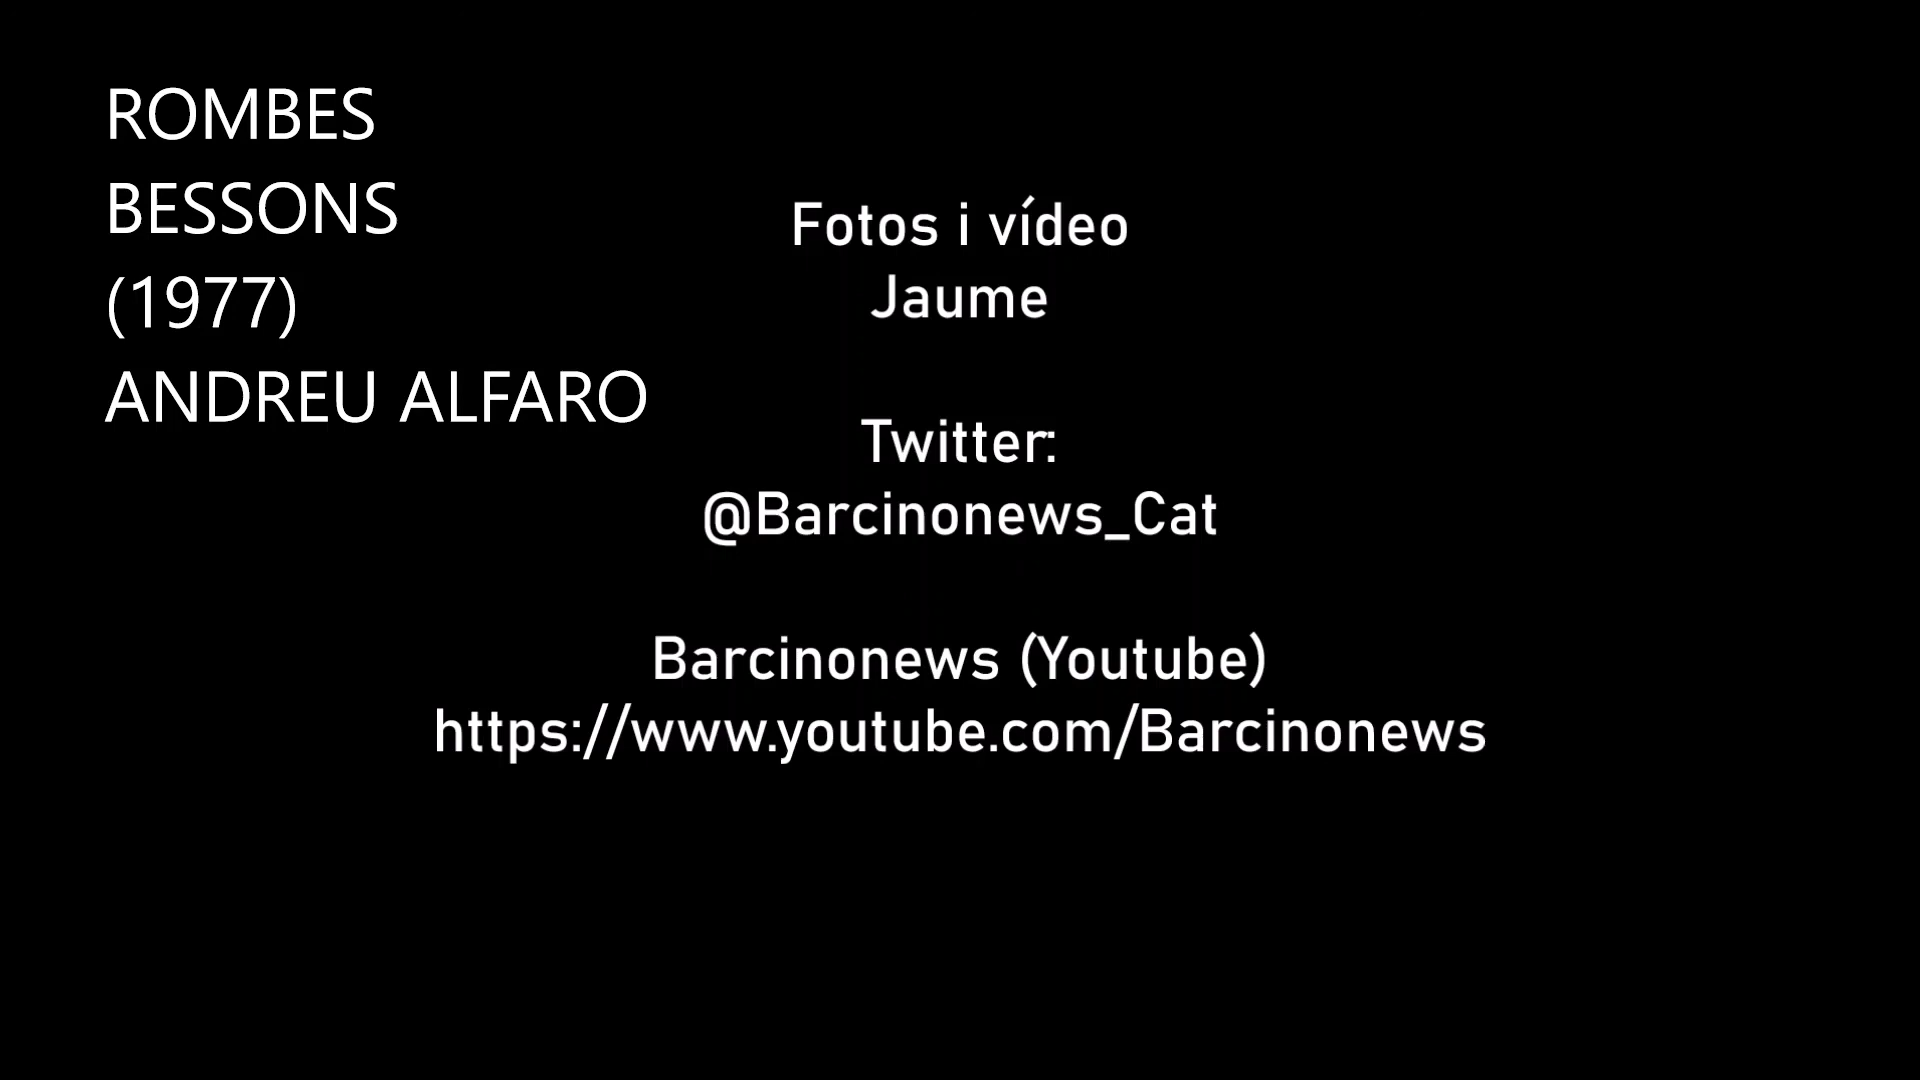 ROMBES
BESSONS
(1977)
ANDREU ALFARO
Fotos i vídeo
Jaume
Twitter:
@Barcinonews_Cat
Barcinonews (Youtube)
https://www.youtube.com/Barcinonews